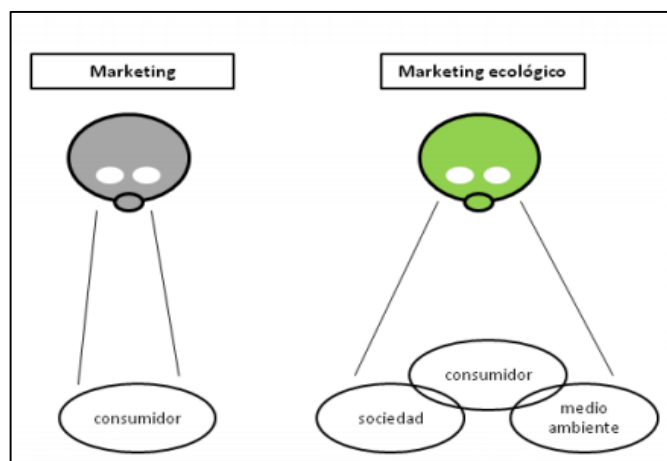 Marketing
Marketing ecológico
consumidor
consumidor
sociedad
medio
ambiente